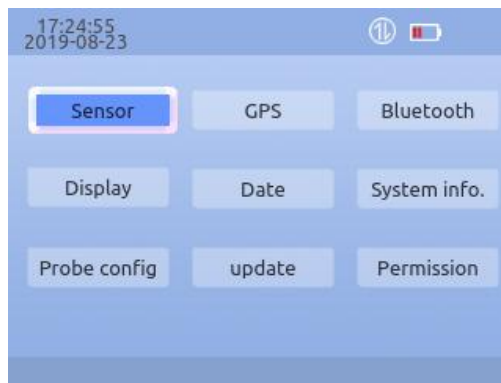 17:24:55
2019-08-23
Sensor GPS Bluetooth
Display Date System info.
Probe config update Permission